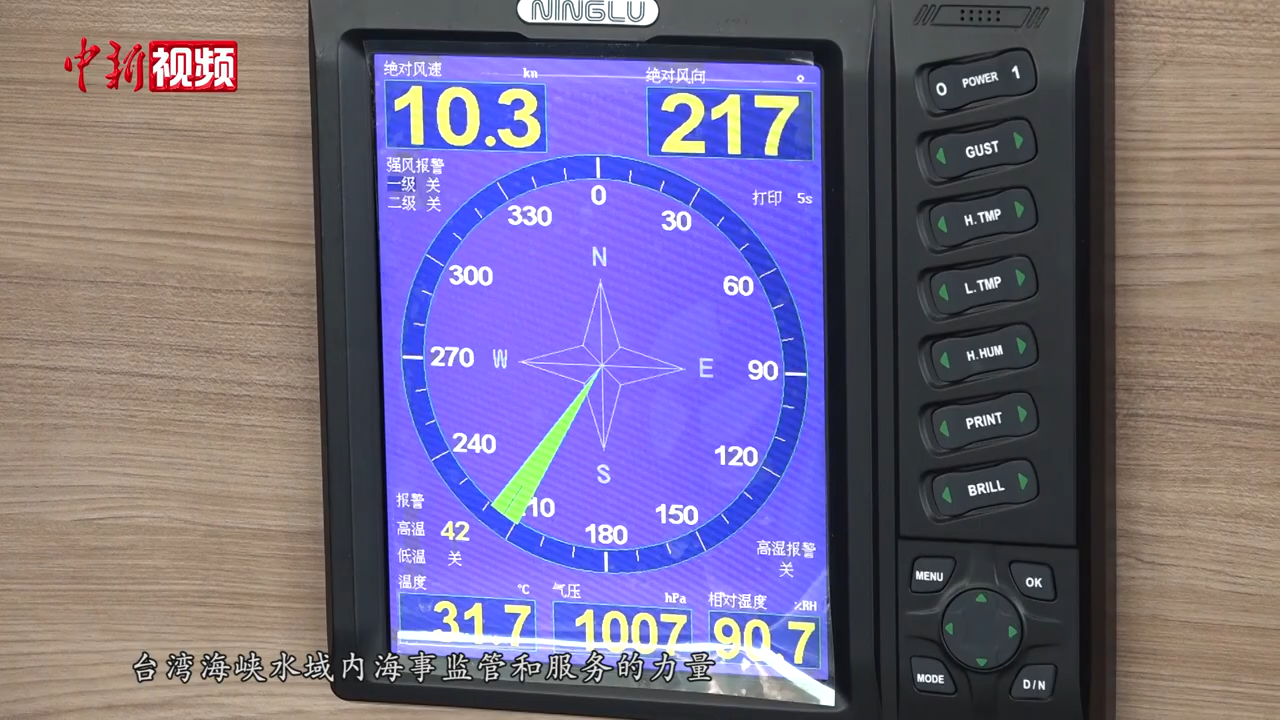 中新视频
NINGLU
绝对风速 kn
10.3
绝对风向 °
217
强风报警
一级 关
二级 关
打印 5s
0
30
60
90
120
150
180
10
240
270
300
330
N
E
S
W
报警
高温 42
低温 关
高湿报警
关
温度 ℃
31.7
气压 hPa
1007
相对湿度 %RH
90.7
0 POWER 1
GUST
H.TMP
L.TMP
H.HUM
PRINT
BRILL
MENU
OK
MODE
D/N
台湾海峡水域内海事监管和服务的力量